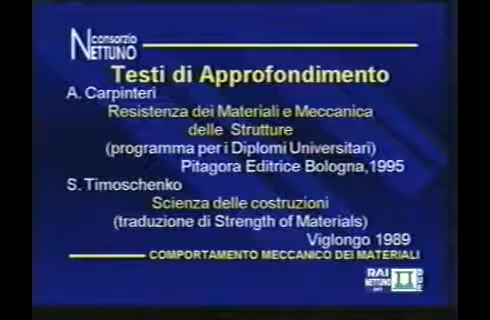 consorzio
NETTUNO
Testi di Approfondimento
A. Carpinteri
Resistenza dei Materiali e Meccanica
delle Strutture
(programma per i Diplomi Universitari)
Pitagora Editrice Bologna,1995
S. Timoschenko
Scienza delle costruzioni
(traduzione di Strength of Materials)
Viglongo 1989
COMPORTAMENTO MECCANICO DEI MATERIALI
RAI
NETTUNO